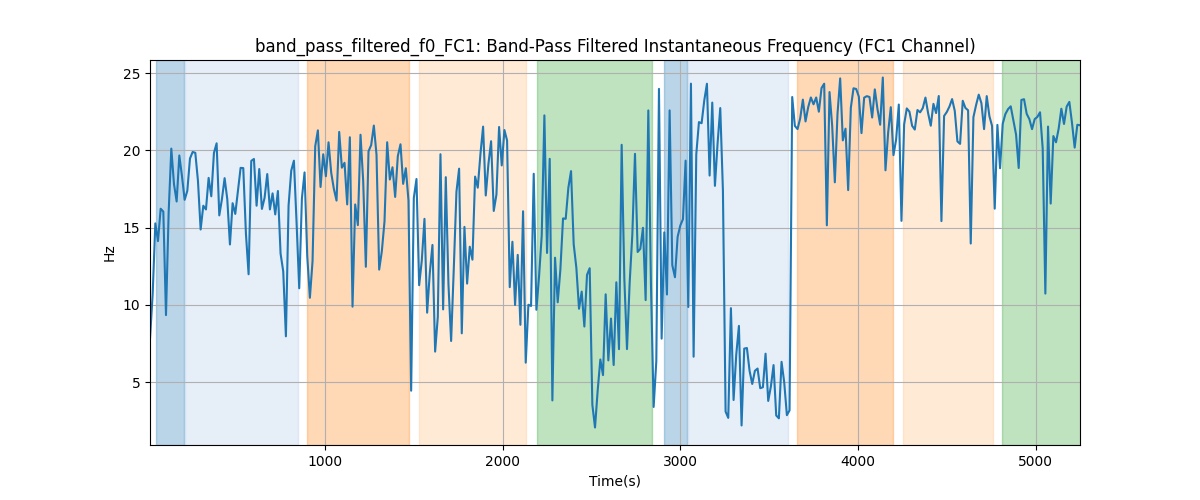 band_pass_filtered_f0_FC1: Band-Pass Filtered Instantaneous Frequency (FC1 Channel)
25
20
15
10
5
Hz
1000 2000 3000 4000 5000
Time(s)